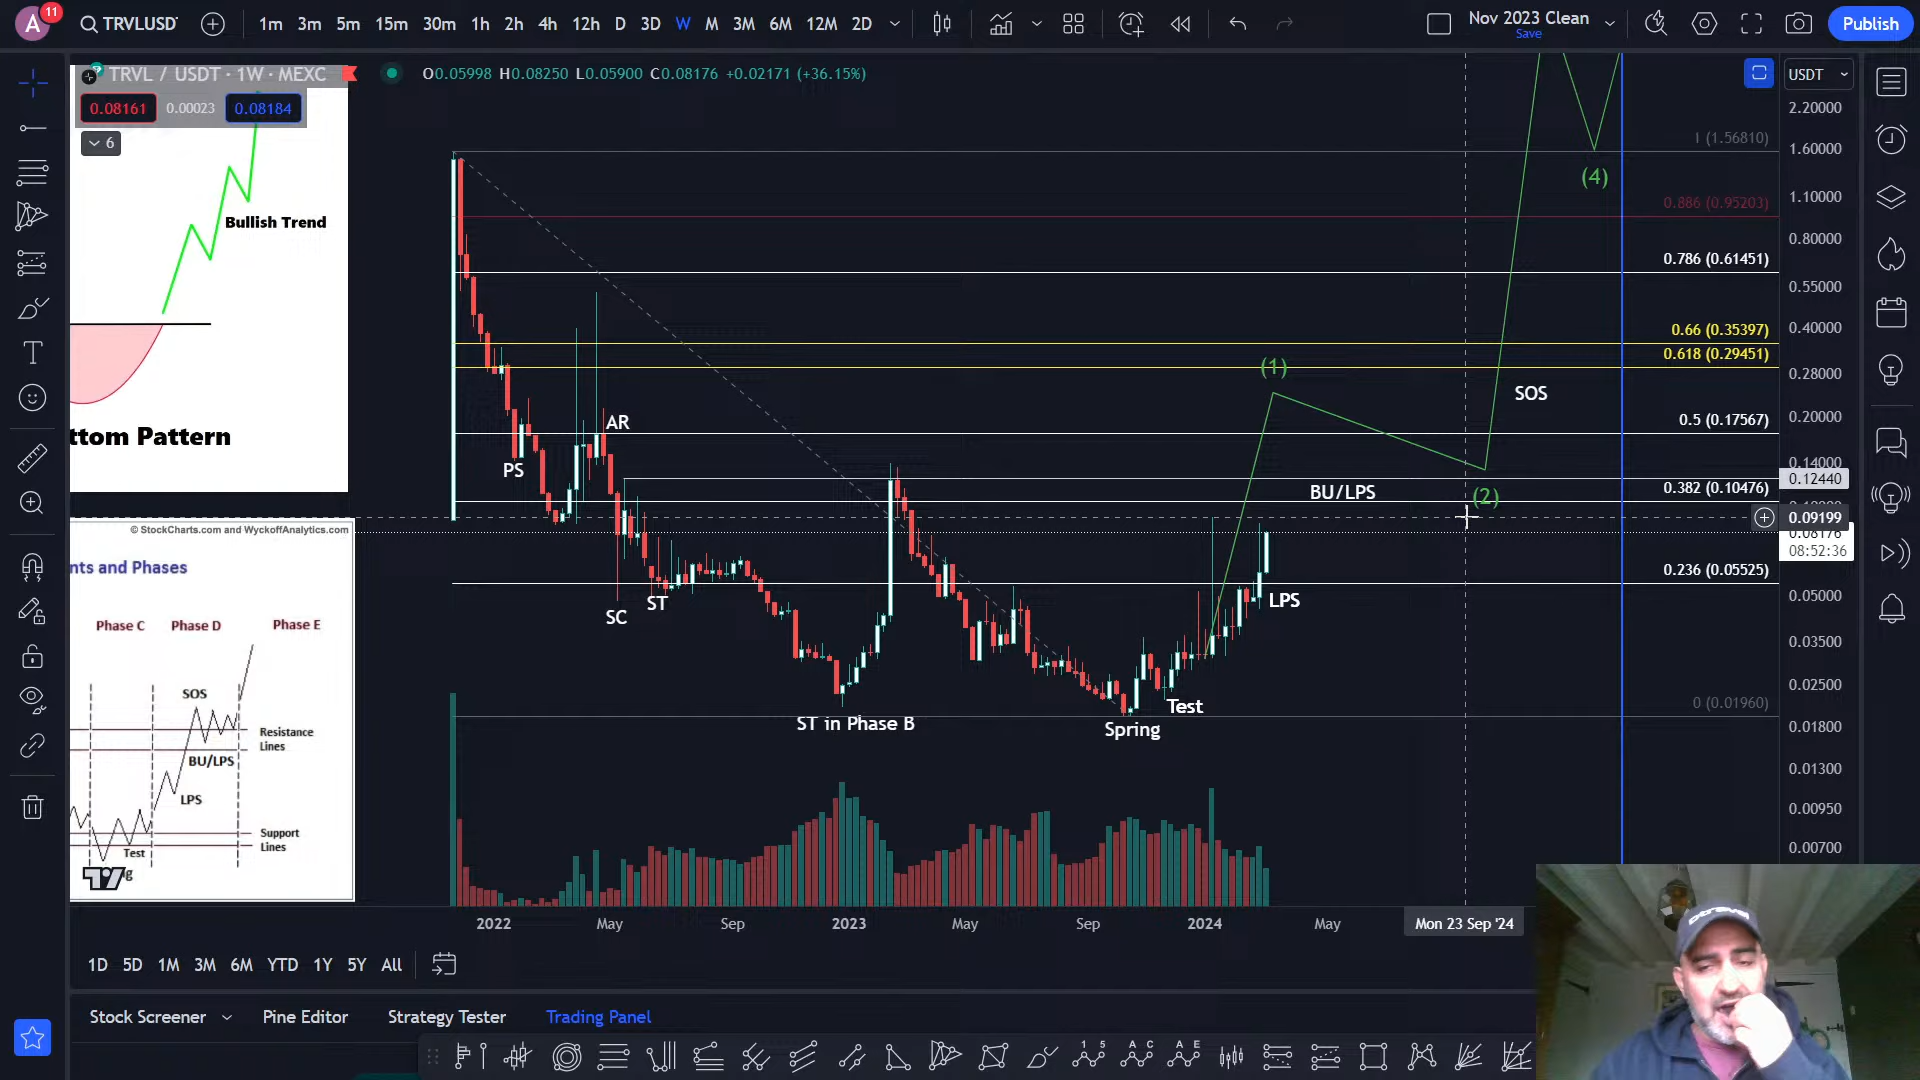 A
11
TRVLUSDT
1m 3m 5m 15m 30m 1h 2h 4h 12h D 3D W M 3M 6M 12M 2D
Nov 2023 Clean
Save
Publish
TRVL / USDT · 1W · MEXC
O0.05998 H0.08250 L0.05900 C0.08176 +0.02171 (+36.15%)
USDT
0.08161
0.00023
0.08184
6
2.20000
1 (1.56810)
1.60000
(4)
1.10000
0.886 (0.95203)
Bullish Trend
0.80000
0.786 (0.61451)
0.55000
0.66 (0.35397)
0.40000
0.618 (0.29451)
(1)
0.28000
SOS
AR
0.5 (0.17567)
0.20000
ttom Pattern
PS
0.14000
0.12440
0.382 (0.10476)
BU/LPS
(2)
0.09199
© StockCharts.com and WyckoffAnalytics.com
0.08176
08:52:36
nts and Phases
0.236 (0.05525)
0.05000
LPS
ST
SC
Phase C Phase D Phase E
0.03500
0.02500
SOS
Test
0 (0.01960)
ST in Phase B
Spring
0.01800
Resistance
Lines
BU/LPS
0.01300
LPS
0.00950
Support
Lines
0.00700
Test
2022 May Sep 2023 May Sep 2024 May
Mon 23 Sep '24
dtravel
1D 5D 1M 3M 6M YTD 1Y 5Y All
Stock Screener
Pine Editor
Strategy Tester
Trading Panel